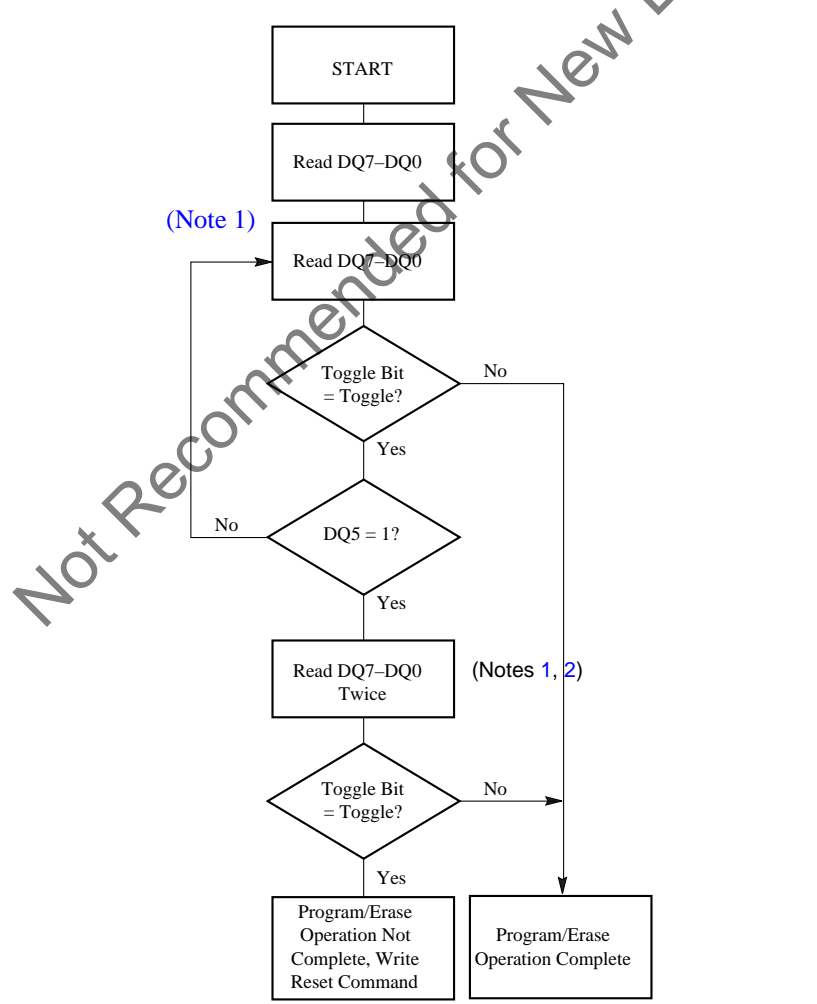 START
Read DQ7–DQ0
(Note 1)
Read DQ7–DQ0
Toggle Bit
= Toggle?
No
Yes
No
DQ5 = 1?
Yes
Read DQ7–DQ0
Twice
(Notes 1, 2)
Toggle Bit
= Toggle?
No
Yes
Program/Erase
Operation Not
Complete, Write
Reset Command
Program/Erase
Operation Complete
Not Recommended for New